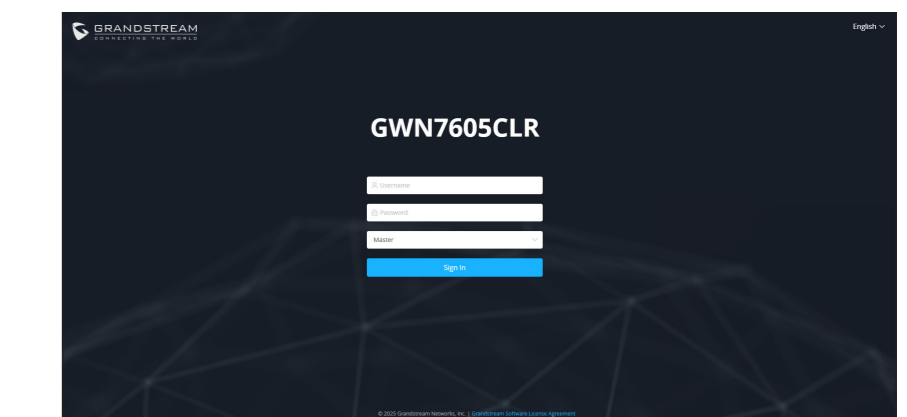 GRANDSTREAM
CONNECTING THE WORLD
English
GWN7605CLR
Username
Password
Master
Sign In
© 2025 Grandstream Networks, Inc. | Grandstream Software License Agreement